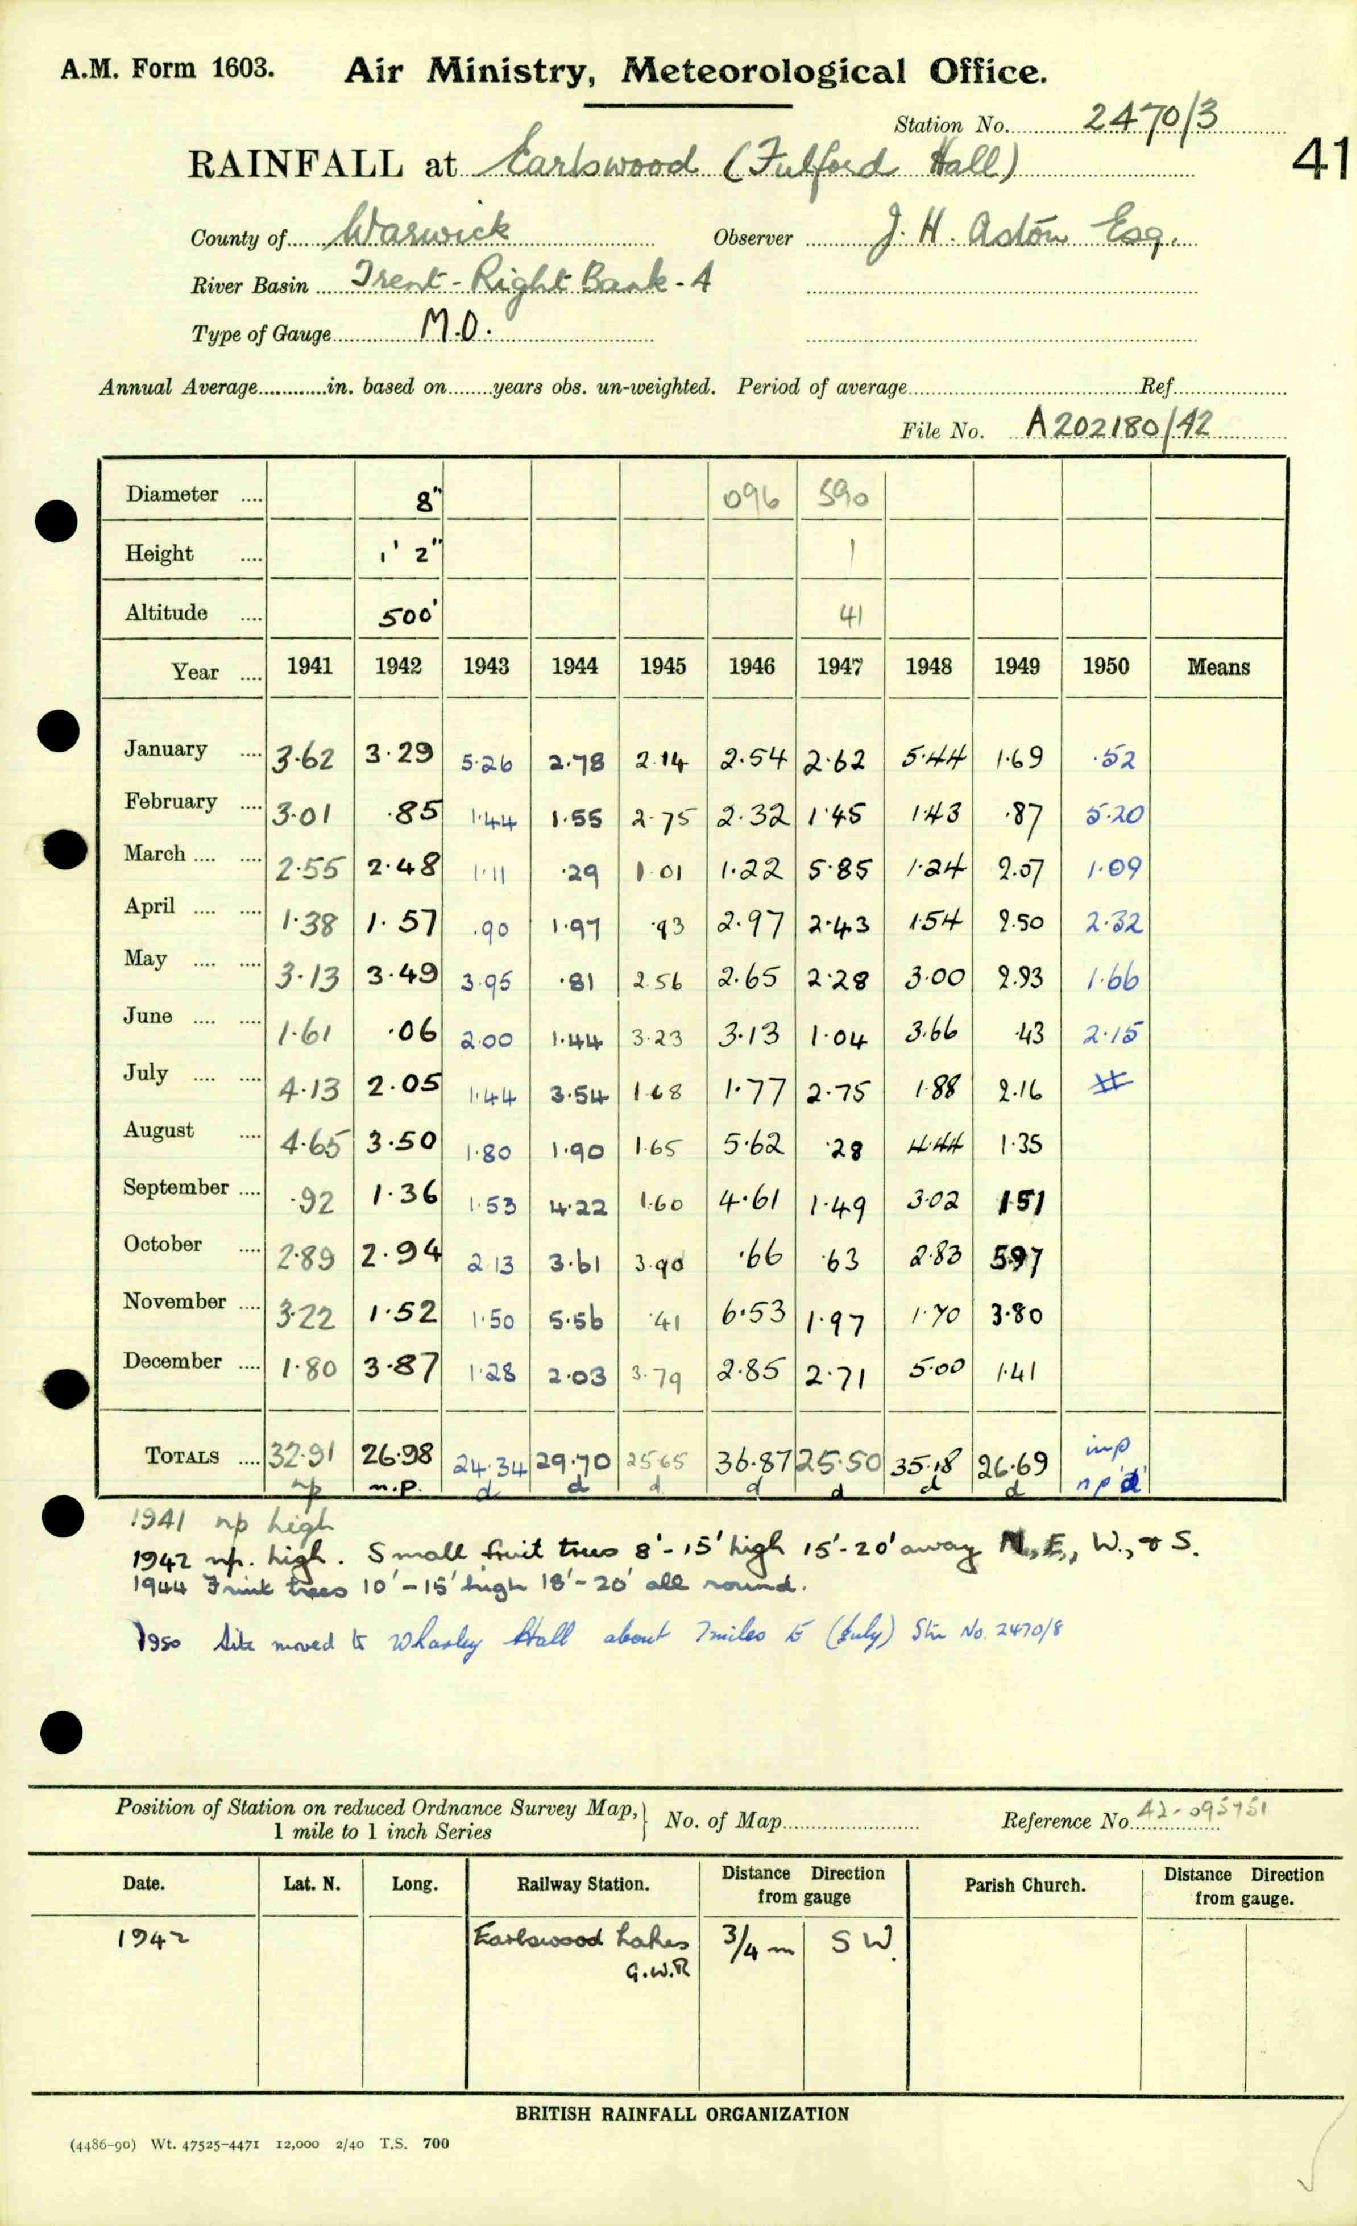 A.M. Form 1603. Air Ministry, Meteorological Office.
Station No. 2470/3
RAINFALL at Earlswood (Fulford Hall) 41
County of Warwick Observer J. H. Aston Esq.
River Basin Trent - Right Bank - 4
Type of Gauge M.O.
Annual Average in. based on years obs. un-weighted. Period of average Ref
File No. A202180/42
Diameter 8" 096 590
Height 1' 2" 1
Altitude 500' 41
Year 1941 1942 1943 1944 1945 1946 1947 1948 1949 1950 Means
January 3.62 3.29 5.26 2.78 2.14 2.54 2.62 5.44 1.69 .52
February 3.01 .85 1.44 1.55 2.75 2.32 1.45 1.43 .87 5.20
March 2.55 2.48 1.11 .29 1.01 1.22 5.85 1.24 2.07 1.09
April 1.38 1.57 .90 1.97 .93 2.97 2.43 1.54 2.50 2.32
May 3.13 3.49 3.95 .81 2.56 2.65 2.28 3.00 2.93 1.66
June 1.61 .06 2.00 1.44 3.23 3.13 1.04 3.66 .43 2.15
July 4.13 2.05 1.44 3.54 1.68 1.77 2.75 1.88 2.16
August 4.65 3.50 1.80 1.90 1.65 5.62 .28 4.44 1.35
September .92 1.36 1.53 4.22 1.60 4.61 1.49 3.02 1.51
October 2.89 2.94 2.13 3.61 3.90 .66 .63 2.83 5.97
November 3.22 1.52 1.50 5.56 .41 6.53 1.97 1.70 3.80
December 1.80 3.87 1.28 2.03 3.79 2.85 2.71 5.00 1.41
TOTALS 32.91 26.98 24.34 29.70 25.65 36.87 25.50 35.18 26.69 imp
np n.p. d d d d d d d np'd'
1941 np high
1942 np. high. Small fruit trees 8'-15' high 15'-20' away N., E., W., & S.
1944 Fruit trees 10'-15' high 18'-20' all round.
1950 Site moved to Wharley Hall about 7 miles E (July) Stn No. 2470/8
Position of Station on reduced Ordnance Survey Map, 1 mile to 1 inch Series } No. of Map Reference No. 42-095751
Date. Lat. N. Long. Railway Station. Distance Direction from gauge Parish Church. Distance Direction from gauge.
1942 Earlswood Lakes 3/4 m S W.
G.W.R
BRITISH RAINFALL ORGANIZATION
(4486-90) Wt. 47525-4471 12,000 2/40 T.S. 700